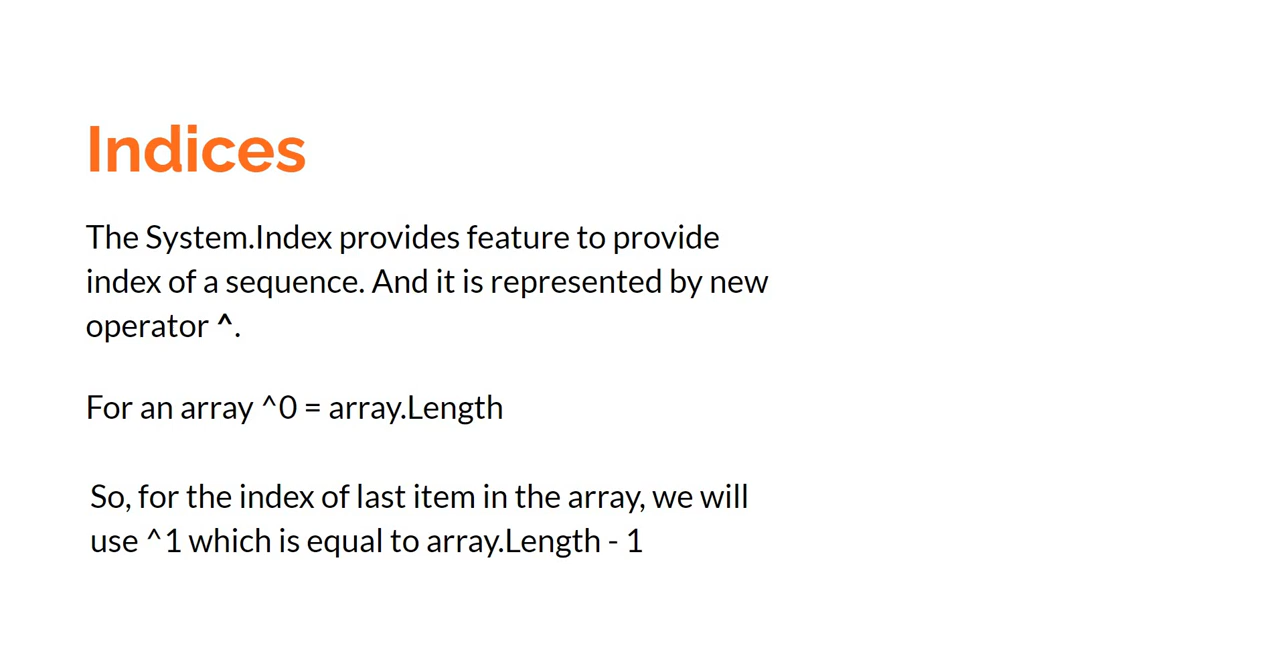 Indices
The System.Index provides feature to provide
index of a sequence. And it is represented by new
operator ^.
For an array ^0 = array.Length
So, for the index of last item in the array, we will
use ^1 which is equal to array.Length - 1